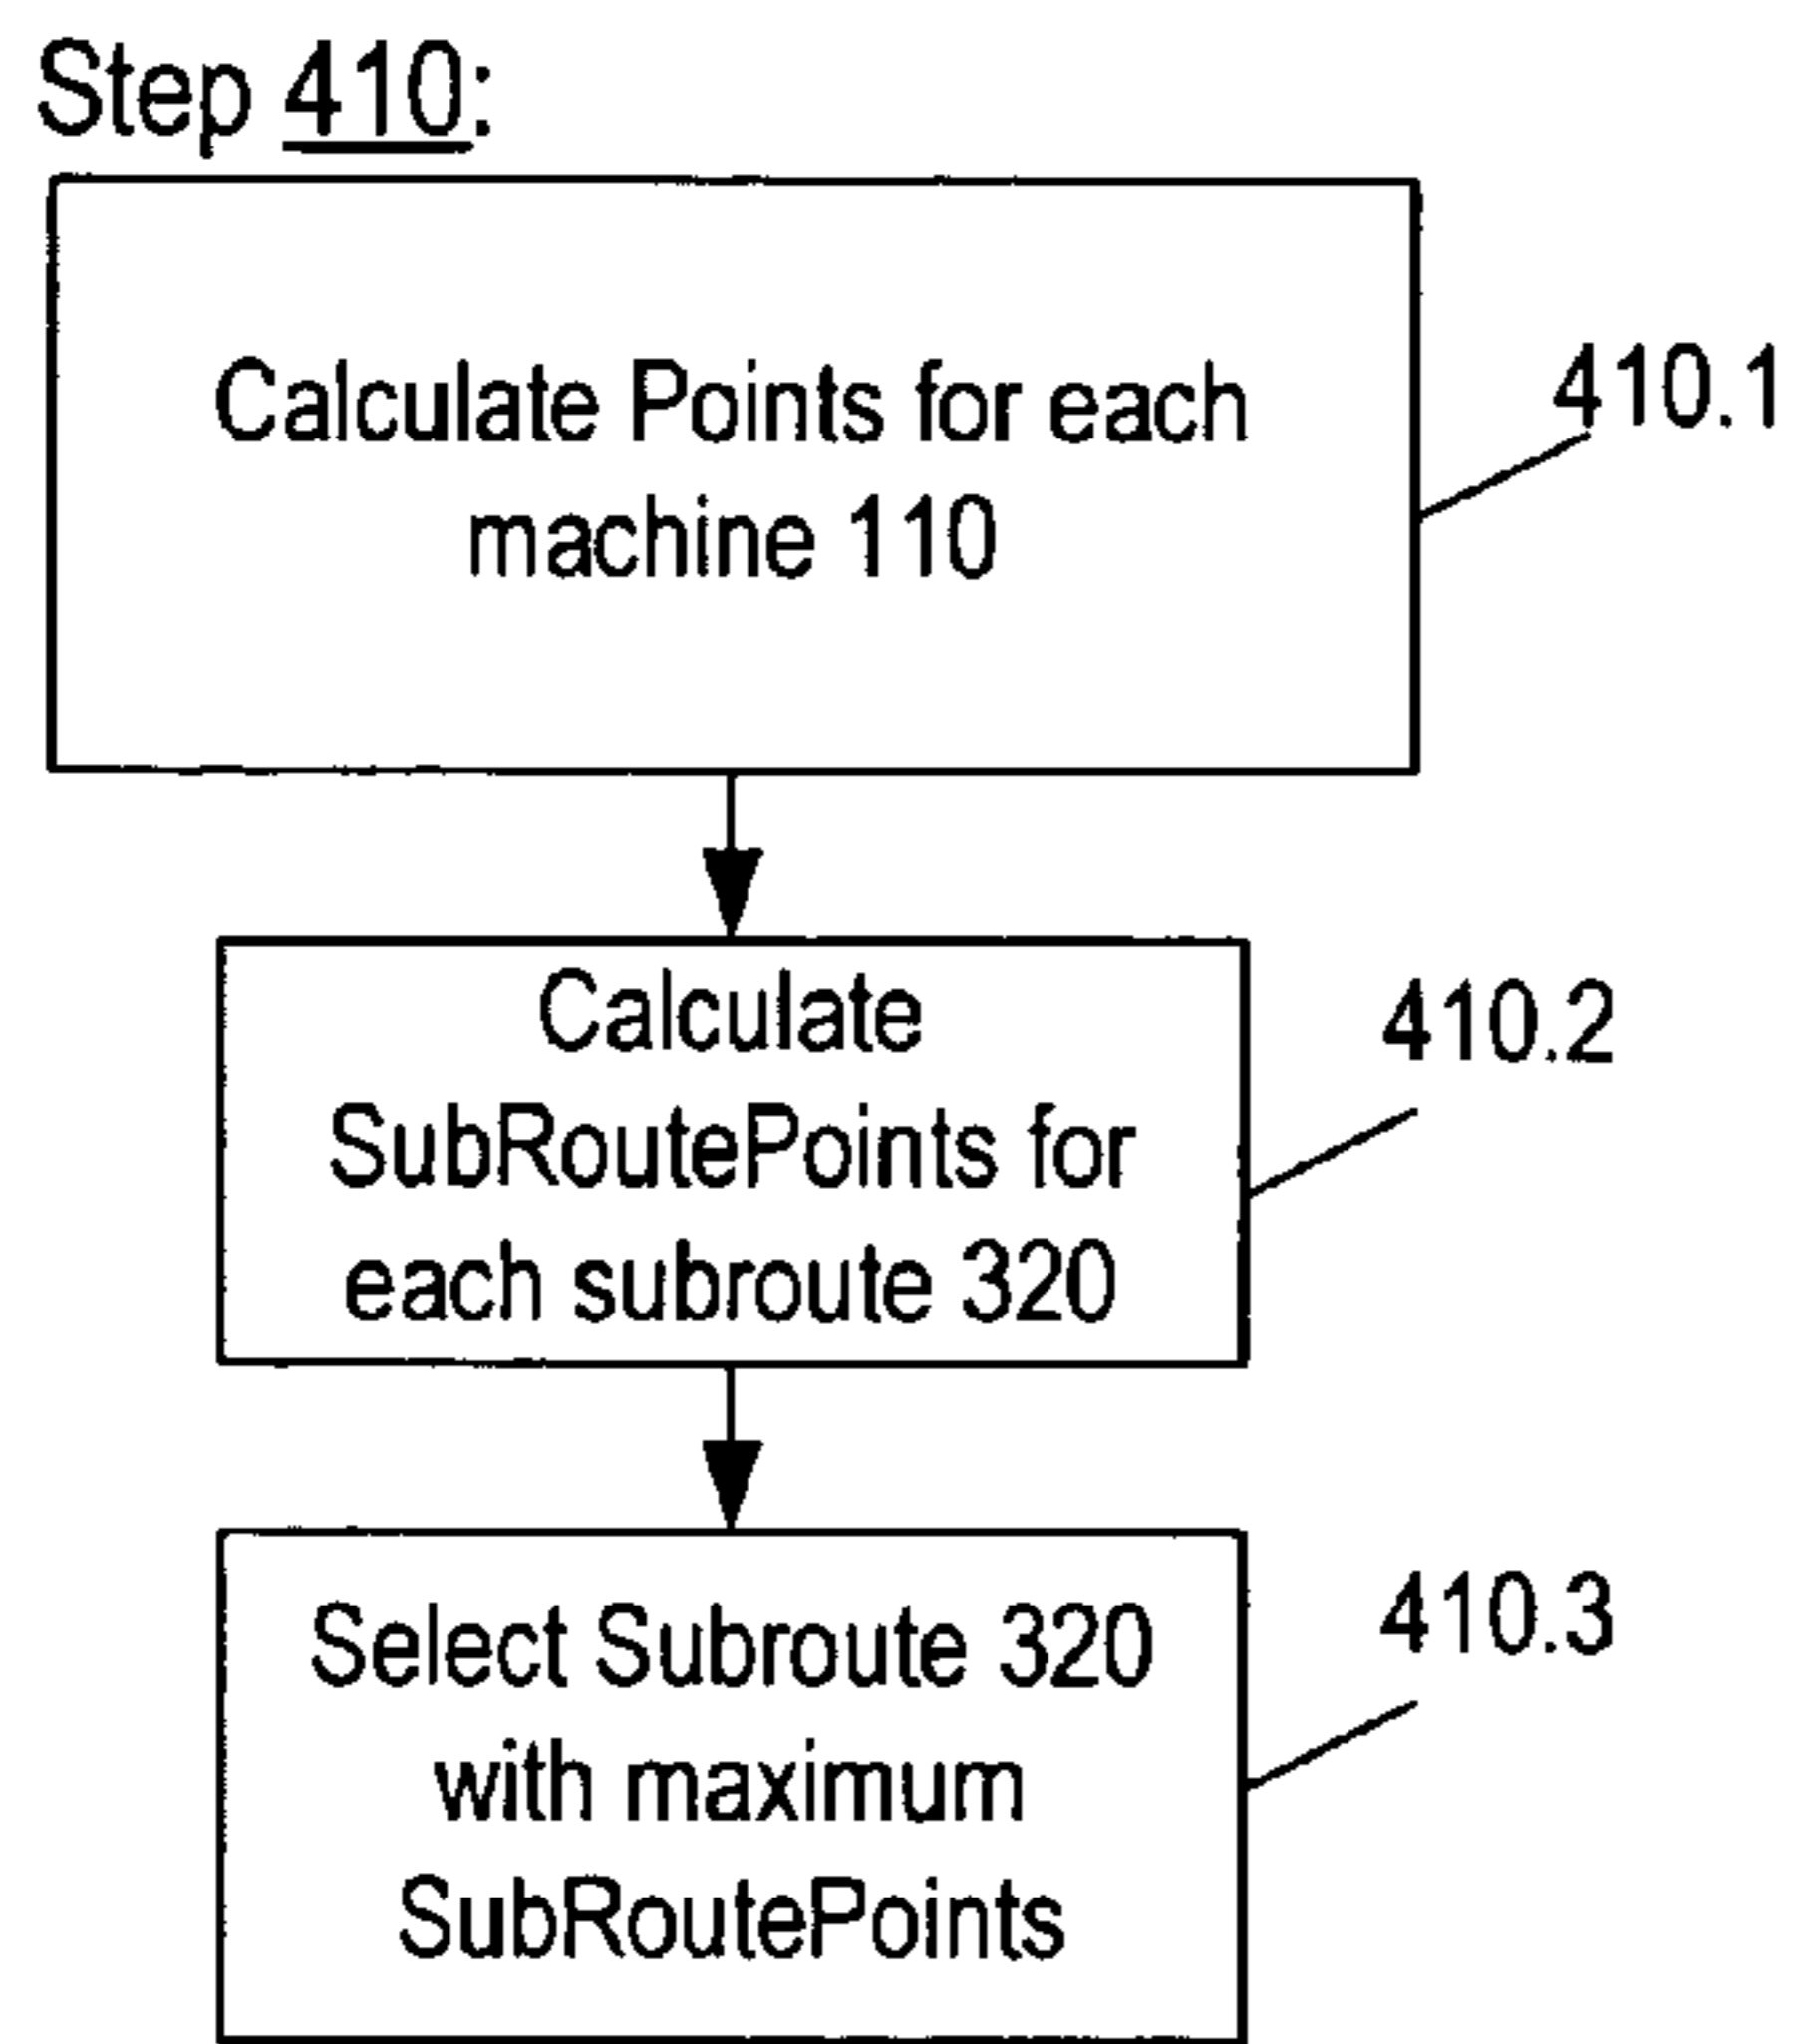 Step 410:
Calculate Points for each
machine 110
410.1
Calculate
SubRoutePoints for
each subroute 320
410.2
Select Subroute 320
with maximum
SubRoutePoints
410.3